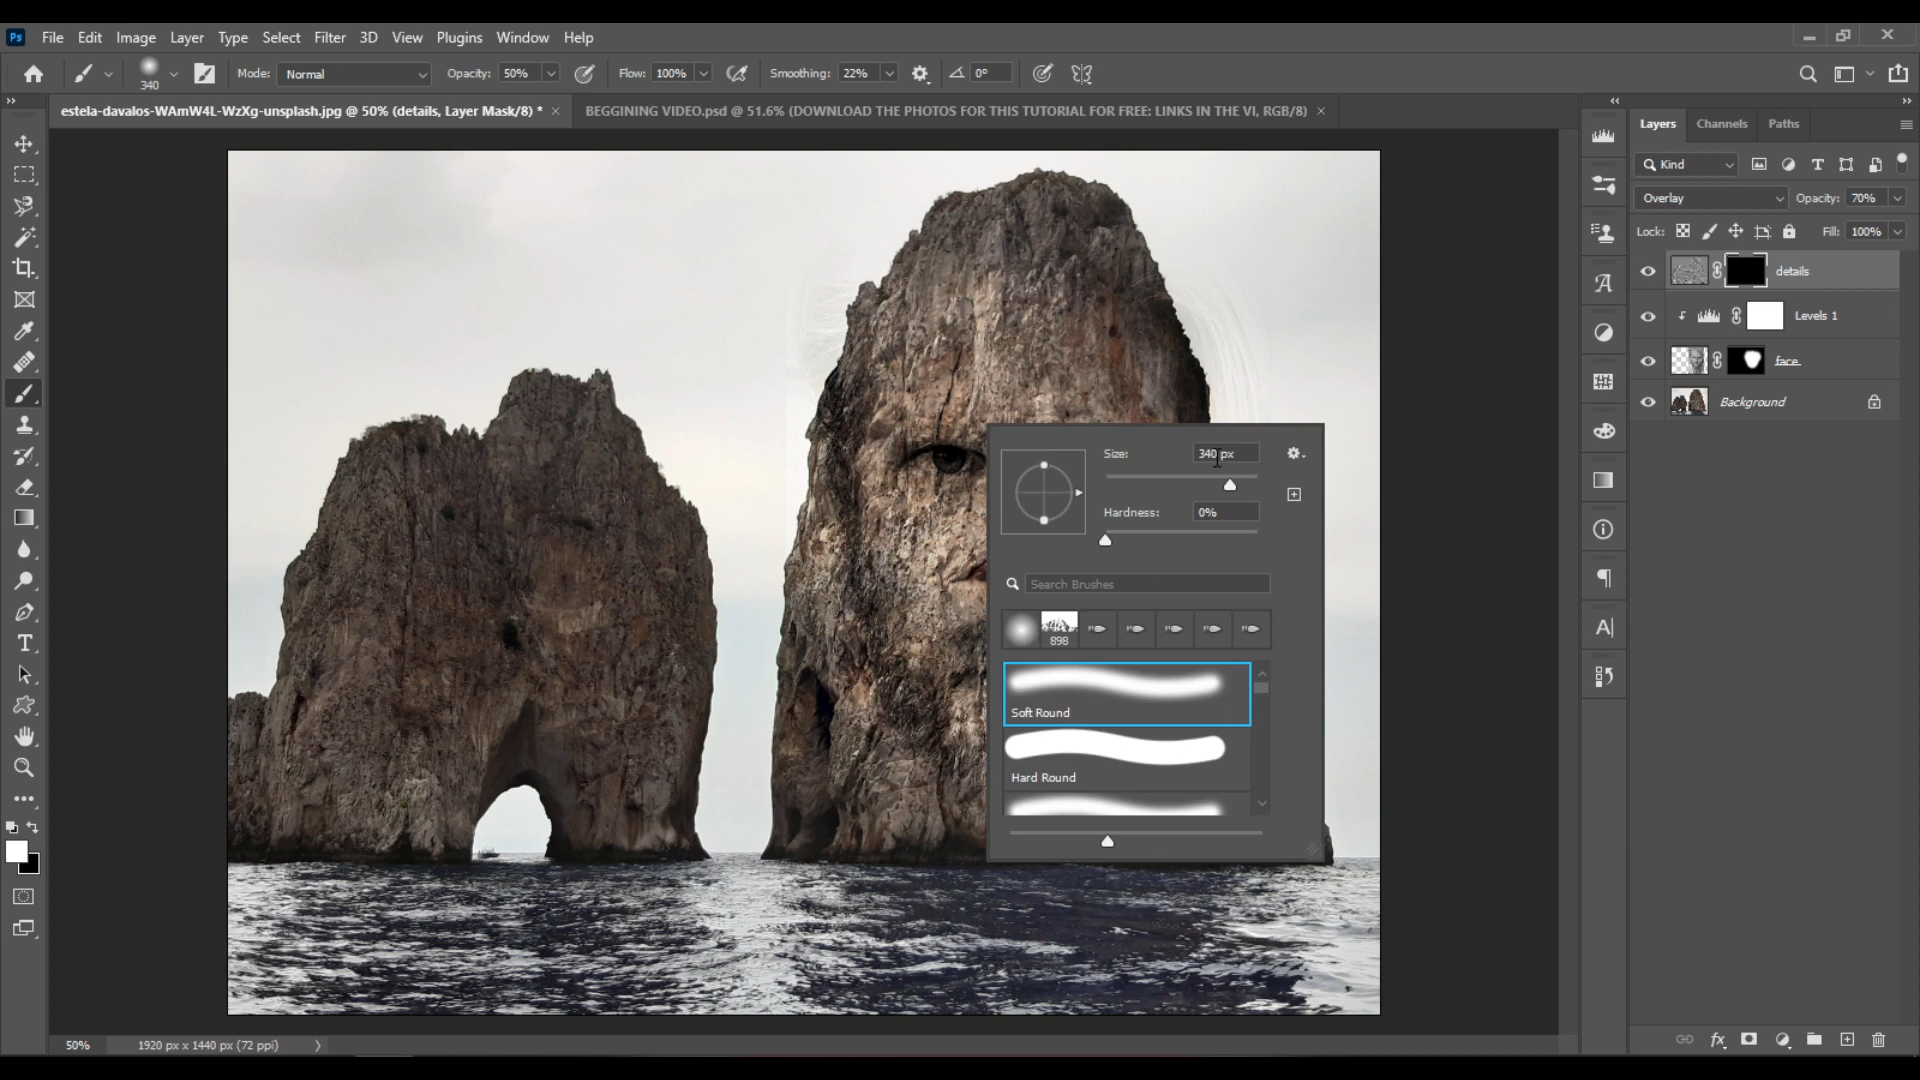 Ps File Edit Image Layer Type Select Filter 3D View Plugins Window Help
340 Mode: Normal Opacity: 50% Flow: 100% Smoothing: 22% 0°
estela-davalos-WAmW4L-WzXg-unsplash.jpg @ 50% (details, Layer Mask/8) * × BEGGINING VIDEO.psd @ 51.6% (DOWNLOAD THE PHOTOS FOR THIS TUTORIAL FOR FREE: LINKS IN THE VI, RGB/8) ×
Layers Channels Paths
Kind
Overlay Opacity: 70%
Lock: Fill: 100%
details
Levels 1
face
Background
Size: 340 px
Hardness: 0%
Search Brushes
898
Soft Round
Hard Round
50% 1920 px x 1440 px (72 ppi)